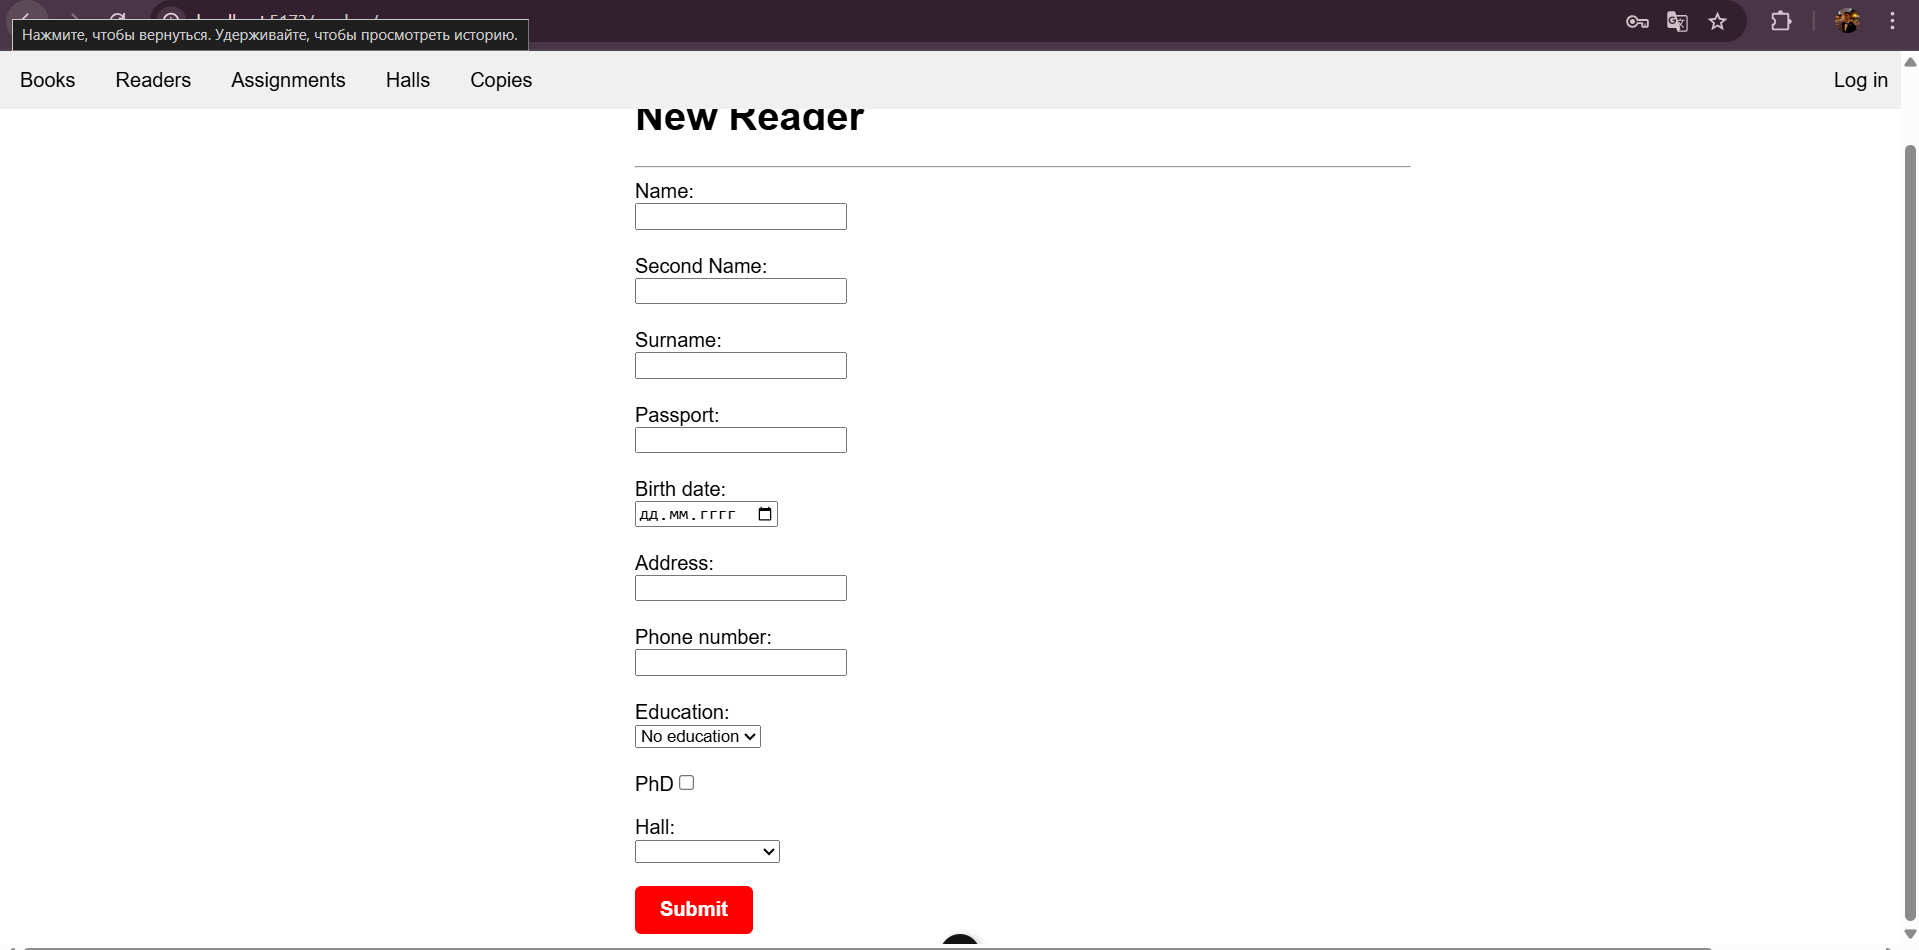 Нажмите, чтобы вернуться. Удерживайте, чтобы просмотреть историю.
Books Readers Assignments Halls Copies Log in
New Reader
Name:
Second Name:
Surname:
Passport:
Birth date:
дд.мм.гггг
Address:
Phone number:
Education:
No education
PhD
Hall:
Submit